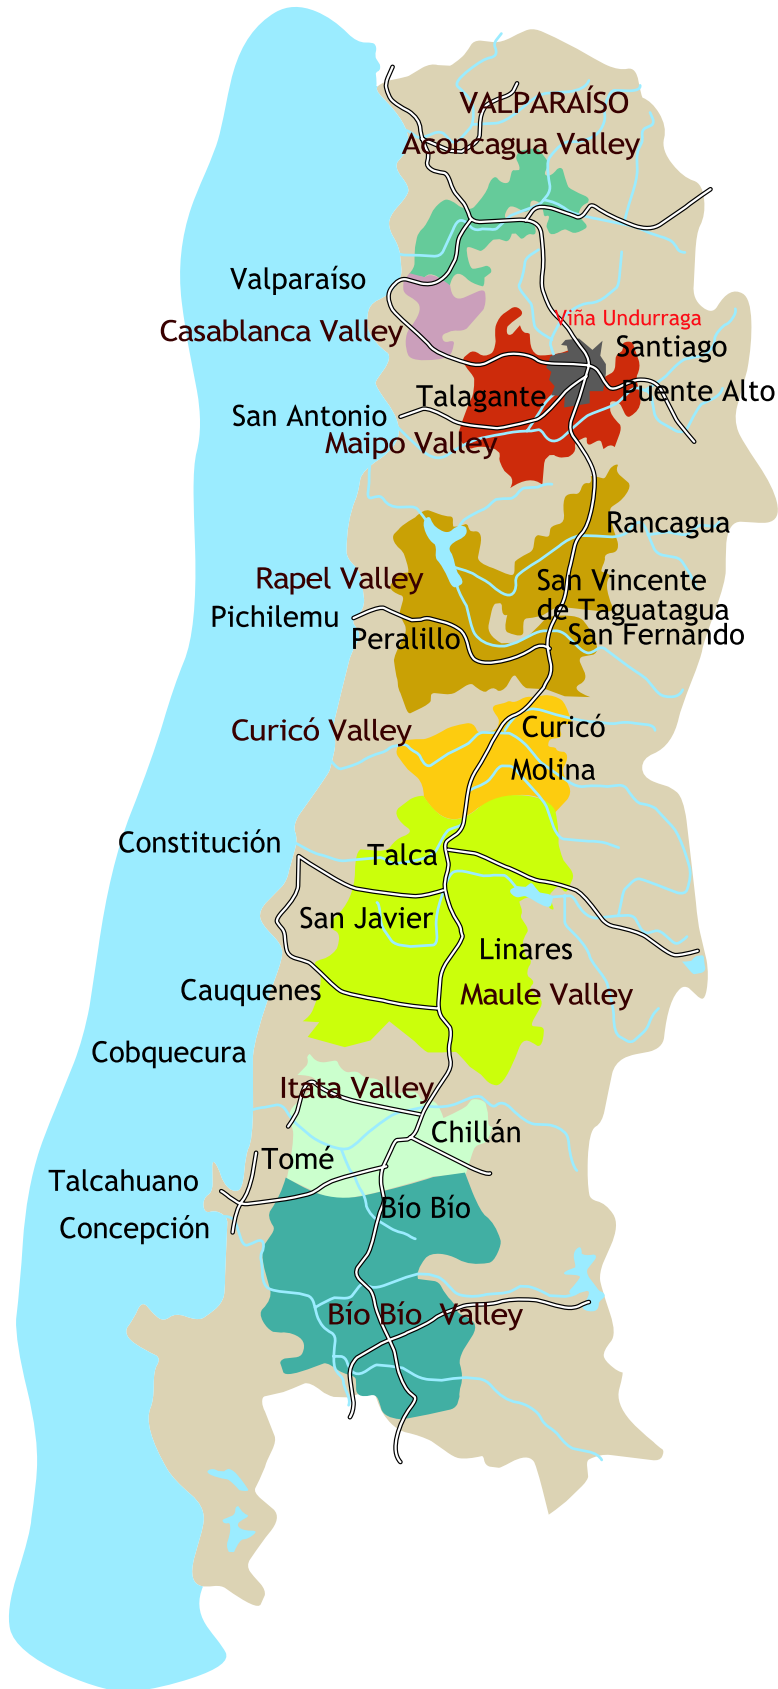 VALPARAÍSO
Aconcagua Valley
Valparaíso
Viña Undurraga
Casablanca Valley
Santiago
Puente Alto
Talagante
San Antonio
Maipo Valley
Rancagua
Rapel Valley
San Vincente
de Taguatagua
Pichilemu
San Fernando
Peralillo
Curicó
Curicó Valley
Molina
Constitución
Talca
San Javier
Linares
Cauquenes
Maule Valley
Cobquecura
Itata Valley
Chillán
Tomé
Talcahuano
Bío Bío
Concepción
Bío Bío Valley